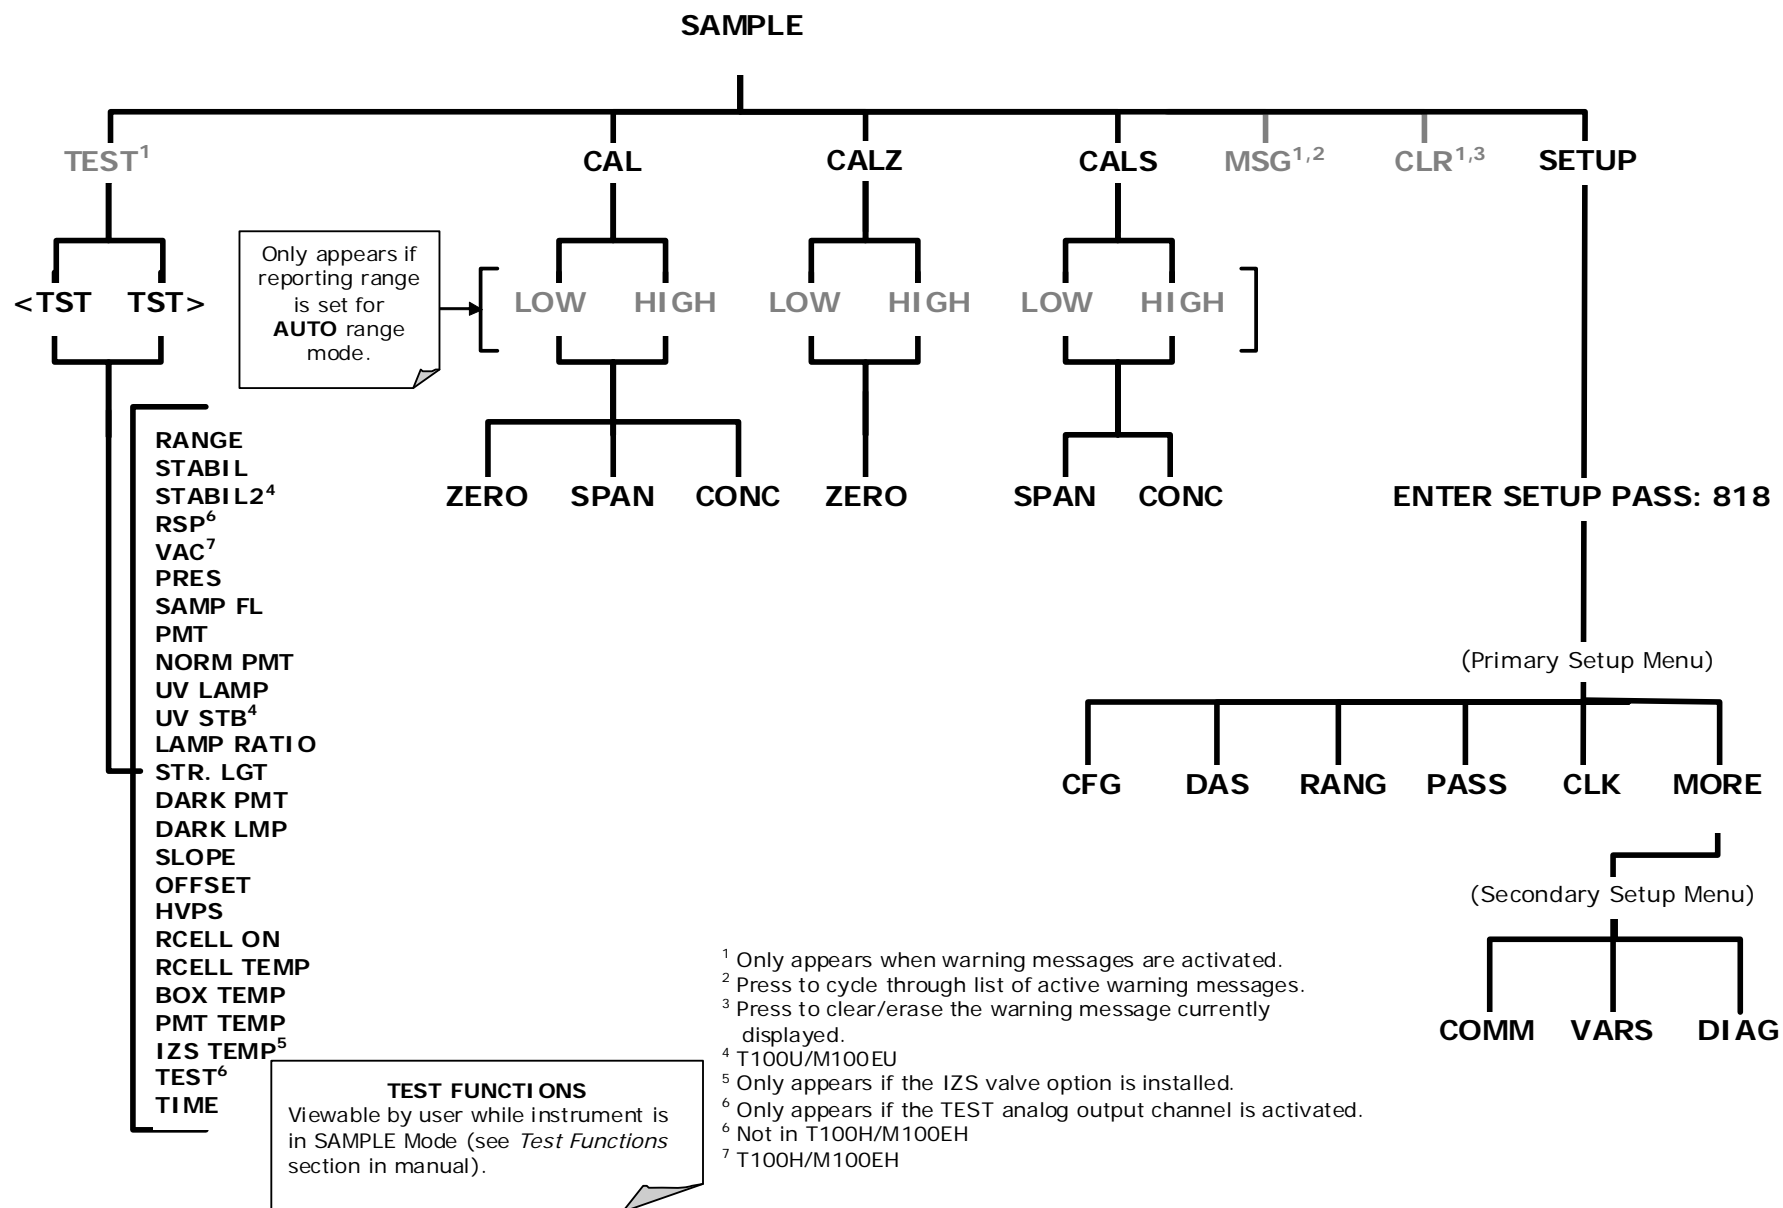 SAMPLE
TEST1 CAL CALZ CALS MSG1,2 CLR1,3 SETUP
Only appears if
reporting range
is set for
AUTO range
mode.
<TST TST> LOW HIGH LOW HIGH LOW HIGH
ZERO SPAN CONC ZERO SPAN CONC ENTER SETUP PASS: 818
RANGE
STABIL
STABIL24
RSP6
VAC7
PRES
SAMP FL
PMT
NORM PMT
UV LAMP
UV STB4
LAMP RATIO
STR. LGT
DARK PMT
DARK LMP
SLOPE
OFFSET
HVPS
RCELL ON
RCELL TEMP
BOX TEMP
PMT TEMP
IZS TEMP5
TEST6
TIME
(Primary Setup Menu)
CFG DAS RANG PASS CLK MORE
(Secondary Setup Menu)
COMM VARS DIAG
TEST FUNCTIONS
Viewable by user while instrument is
in SAMPLE Mode (see Test Functions
section in manual).
1 Only appears when warning messages are activated.
2 Press to cycle through list of active warning messages.
3 Press to clear/erase the warning message currently
displayed.
4 T100U/M100EU
5 Only appears if the IZS valve option is installed.
6 Only appears if the TEST analog output channel is activated.
6 Not in T100H/M100EH
7 T100H/M100EH